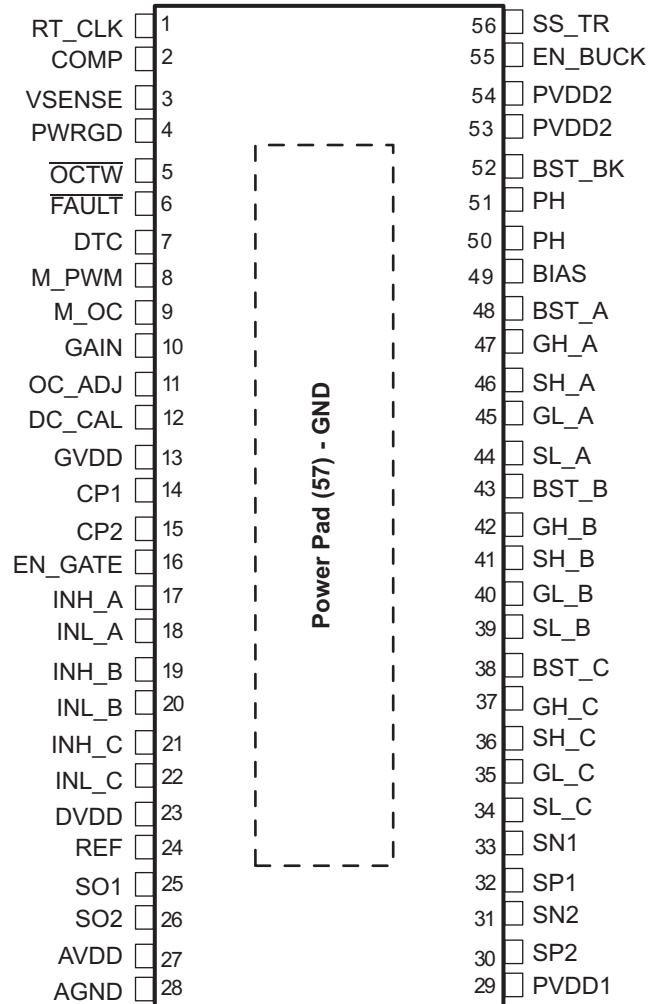 RT_CLK 1 56 SS_TR
COMP 2 55 EN_BUCK
VSENSE 3 54 PVDD2
PWRGD 4 53 PVDD2
OCTW 5 52 BST_BK
FAULT 6 51 PH
DTC 7 50 PH
M_PWM 8 49 BIAS
M_OC 9 48 BST_A
GAIN 10 47 GH_A
OC_ADJ 11 46 SH_A
DC_CAL 12 45 GL_A
GVDD 13 44 SL_A
CP1 14 43 BST_B
CP2 15 42 GH_B
EN_GATE 16 41 SH_B
INH_A 17 40 GL_B
INL_A 18 39 SL_B
INH_B 19 38 BST_C
INL_B 20 37 GH_C
INH_C 21 36 SH_C
INL_C 22 35 GL_C
DVDD 23 34 SL_C
REF 24 33 SN1
SO1 25 32 SP1
SO2 26 31 SN2
AVDD 27 30 SP2
AGND 28 29 PVDD1
Power Pad (57) - GND